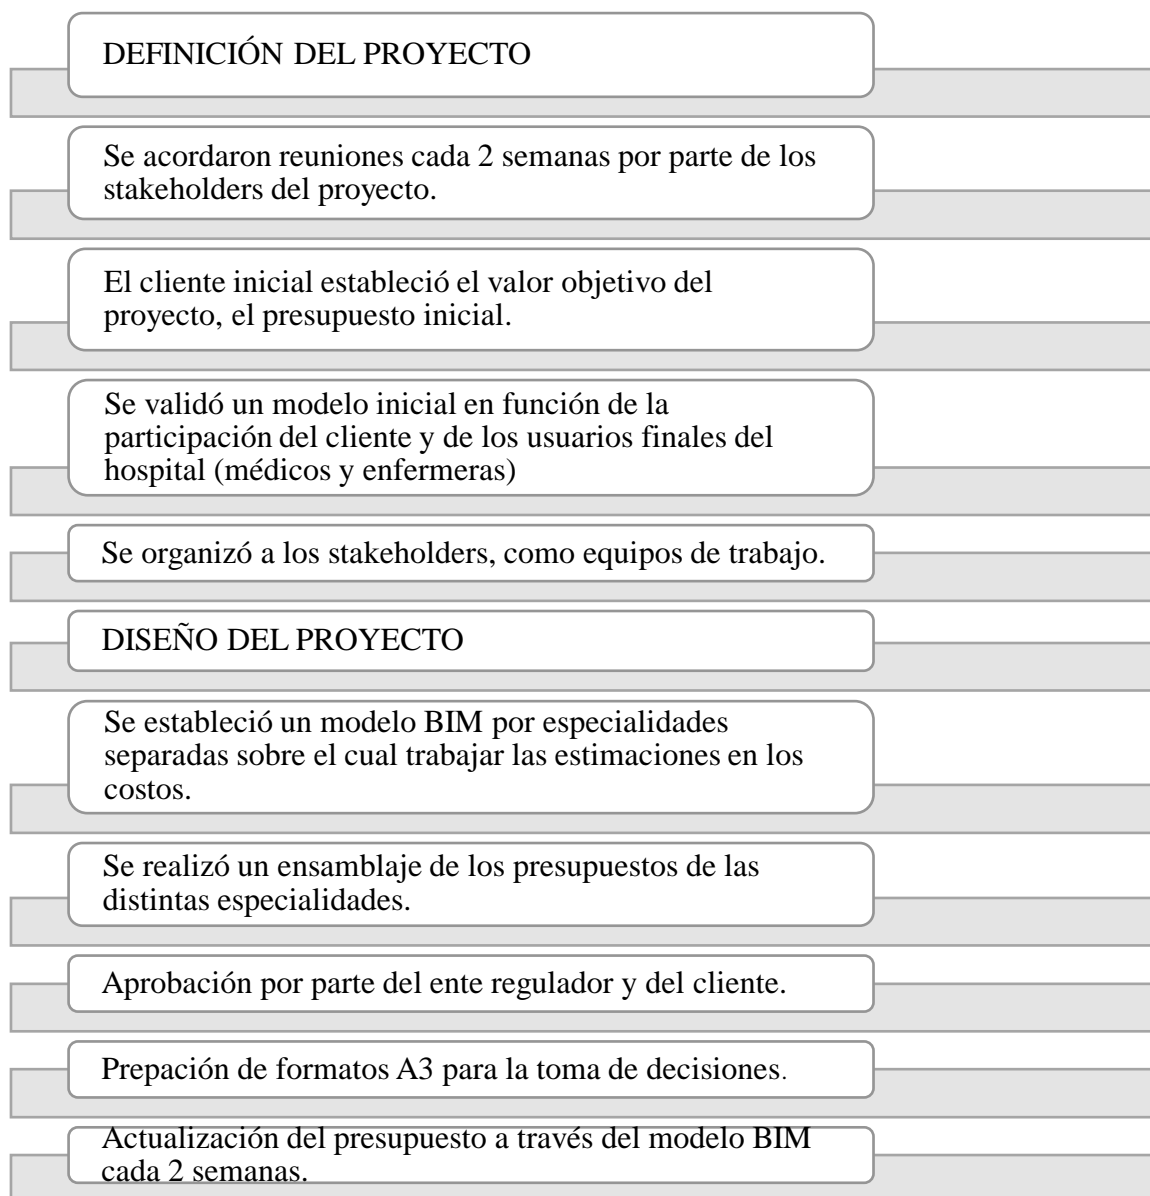 DEFINICIÓN DEL PROYECTO
Se acordaron reuniones cada 2 semanas por parte de los
stakeholders del proyecto.
El cliente inicial estableció el valor objetivo del
proyecto, el presupuesto inicial.
Se validó un modelo inicial en función de la
participación del cliente y de los usuarios finales del
hospital (médicos y enfermeras)
Se organizó a los stakeholders, como equipos de trabajo.
DISEÑO DEL PROYECTO
Se estableció un modelo BIM por especialidades
separadas sobre el cual trabajar las estimaciones en los
costos.
Se realizó un ensamblaje de los presupuestos de las
distintas especialidades.
Aprobación por parte del ente regulador y del cliente.
Prepación de formatos A3 para la toma de decisiones.
Actualización del presupuesto a través del modelo BIM
cada 2 semanas.